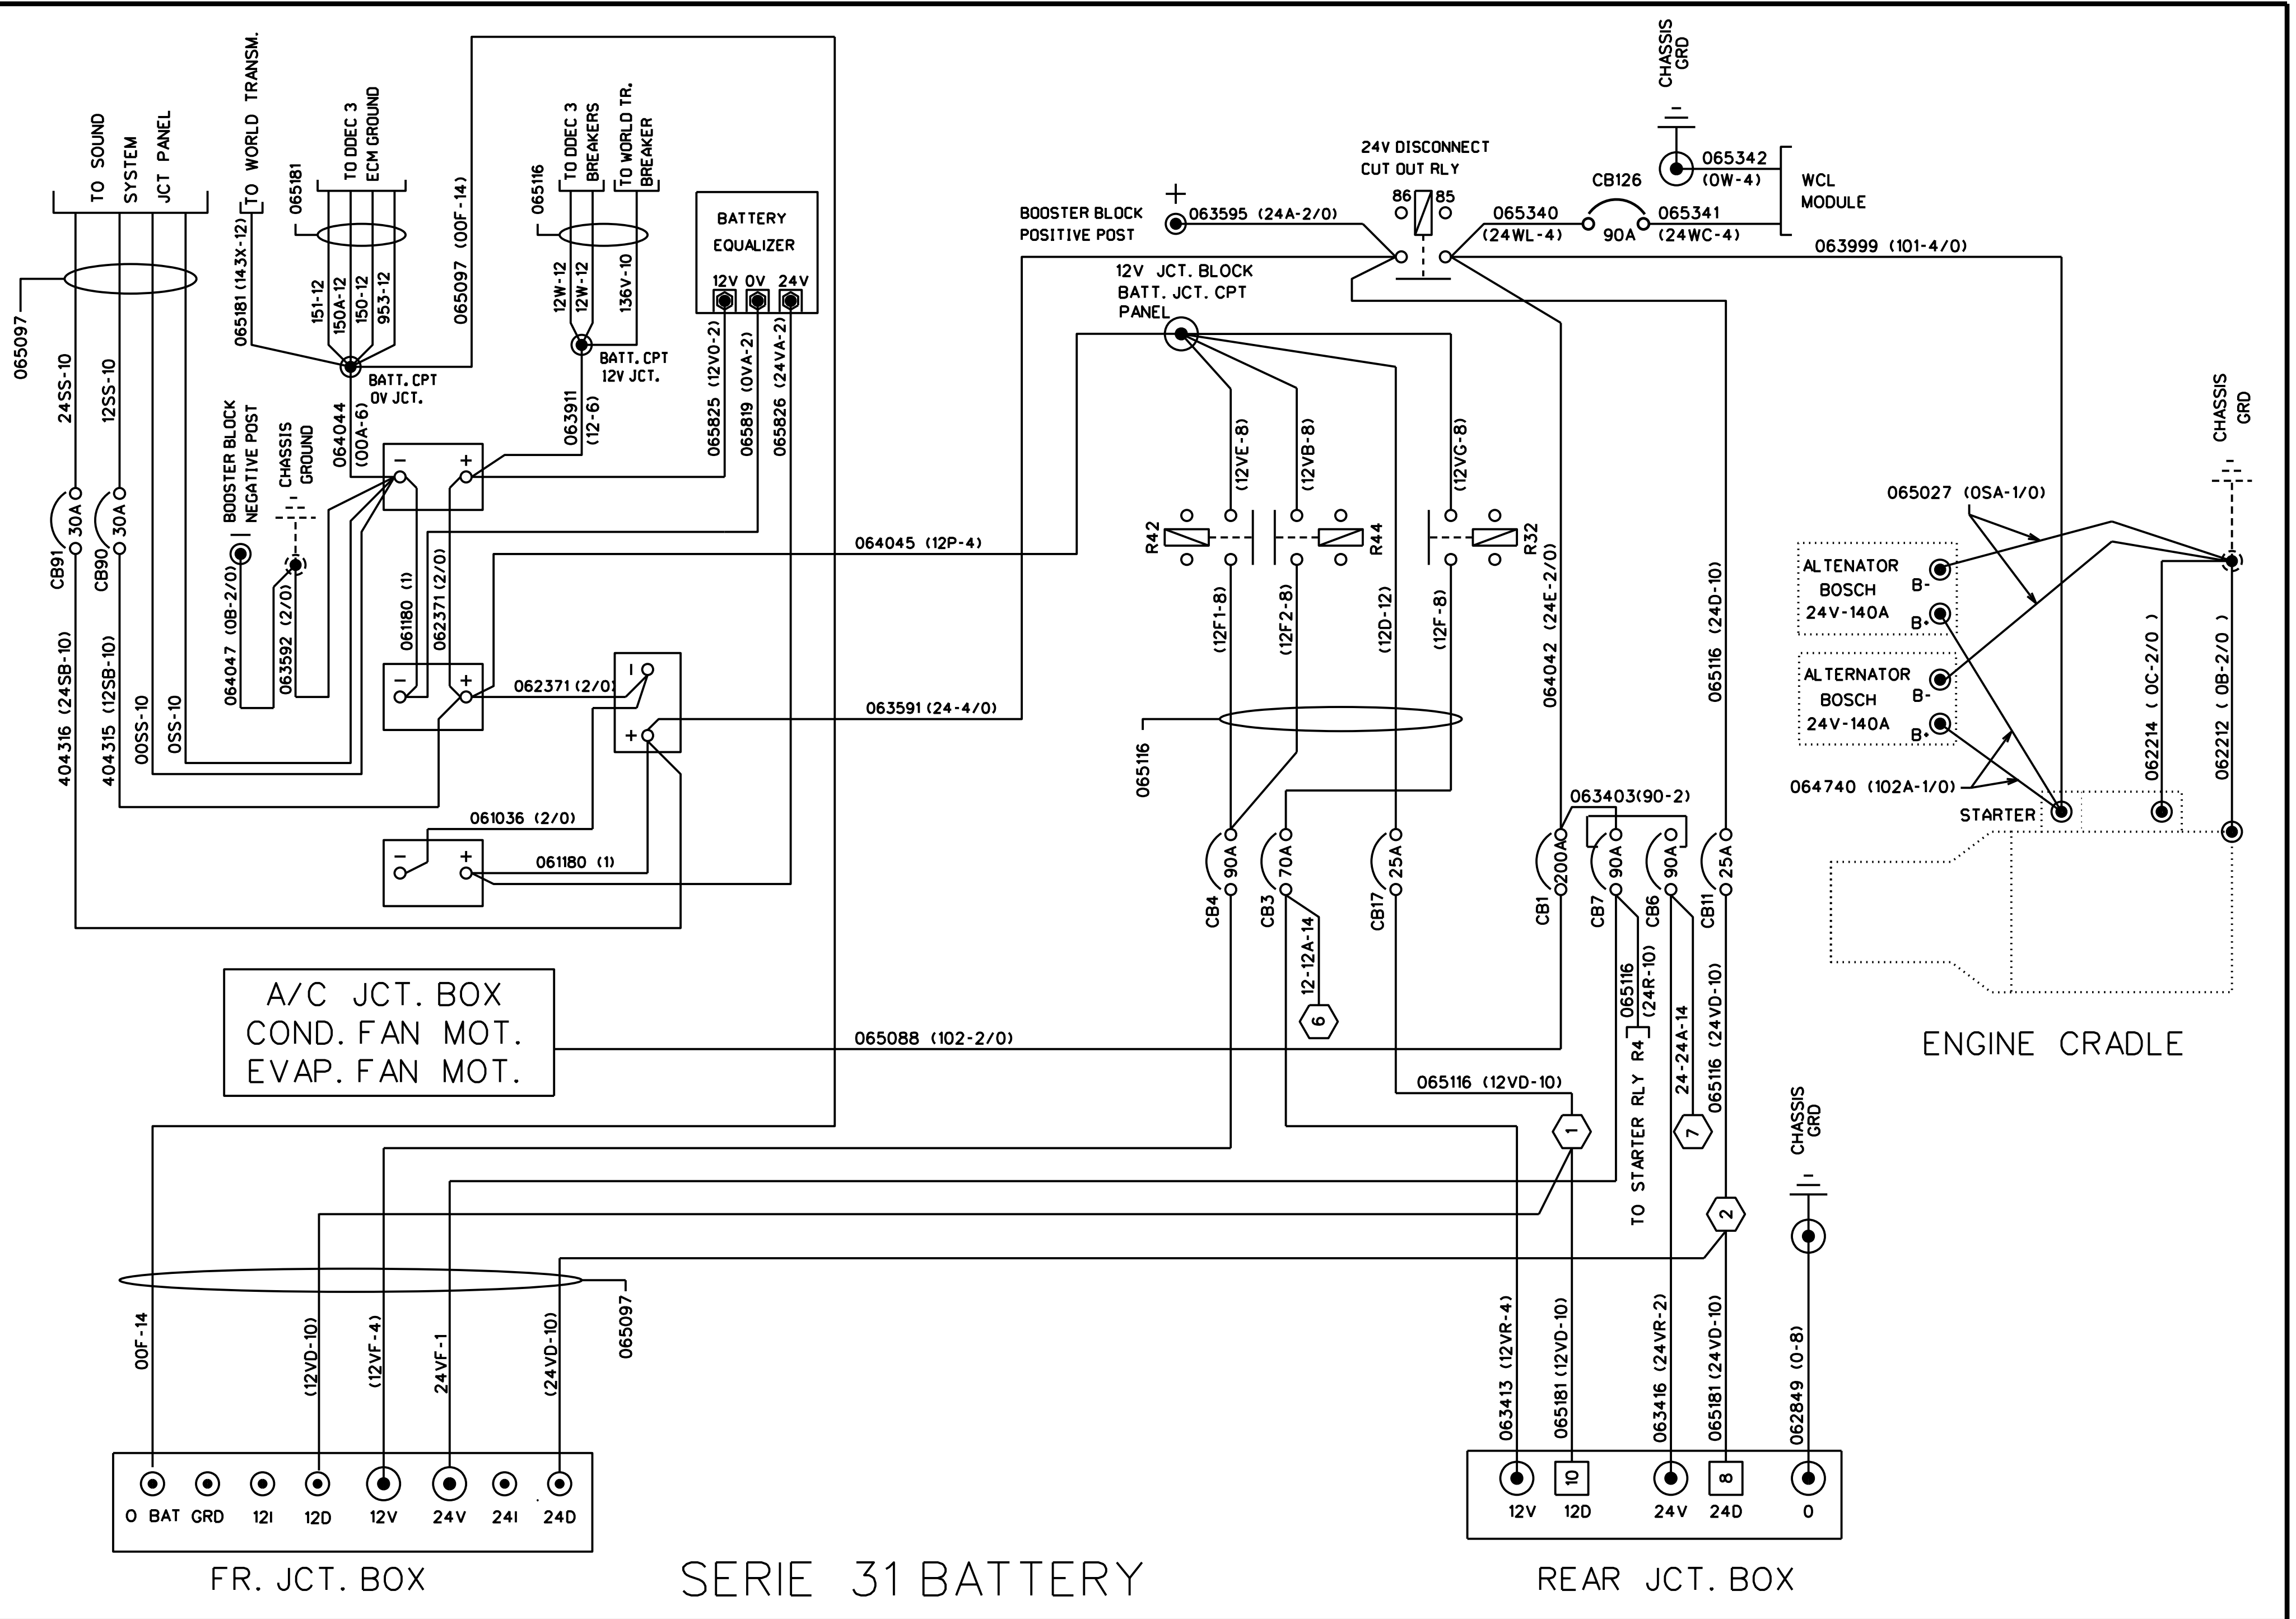 TO SOUND
SYSTEM
JCT PANEL
TO WORLD TRANSM.
065181
TO DDEC 3
ECM GROUND
065097 (00F-14)
065116
TO DDEC 3
BREAKERS
TO WORLD TR.
BREAKER
BATTERY
EQUALIZER
12V 0V 24V
065097
065181 (143X-12)
151-12
150A-12
150-12
953-12
12W-12
12W-12
136V-10
24SS-10
12SS-10
BATT. CPT
0V JCT.
BATT. CPT
12V JCT.
BOOSTER BLOCK
NEGATIVE POST
CHASSIS
GROUND
064044
(00A-6)
063911
(12-6)
065825 (12VO-2)
065819 (0VA-2)
065826 (24VA-2)
- +
CB91
30A
CB90
30A
404316 (24SB-10)
404315 (12SB-10)
00SS-10
0SS-10
064047 (0B-2/0)
063592 (2/0)
061180 (1)
062371 (2/0)
- +
062371 (2/0)
-
+
061036 (2/0)
061180 (1)
- +
064045 (12P-4)
063591 (24-4/0)
A/C JCT. BOX
COND. FAN MOT.
EVAP. FAN MOT.
065088 (102-2/0)
+
BOOSTER BLOCK
POSITIVE POST
063595 (24A-2/0)
24V DISCONNECT
CUT OUT RLY
86 85
CHASSIS
GRD
065342
(0W-4)
WCL
MODULE
CB126
90A
065340
(24WL-4)
065341
(24WC-4)
063999 (101-4/0)
12V JCT. BLOCK
BATT. JCT. CPT
PANEL
(12VE-8)
(12VB-8)
(12VG-8)
R42
R44
R32
(12F1-8)
(12F2-8)
(12D-12)
(12F-8)
064042 (24E-2/0)
065116 (24D-10)
065116
063403(90-2)
CB4
90A
CB3
70A
CB17
25A
CB1
200A
CB7
90A
CB6
90A
CB11
25A
12-12A-14
6
065116
(24R-10)
TO STARTER RLY R4
24-24A-14
7
065116 (24VD-10)
065116 (12VD-10)
1
2
CHASSIS
GRD
065027 (0SA-1/0)
CHASSIS
GRD
ALTENATOR
BOSCH
24V-140A
B-
B+
ALTERNATOR
BOSCH
24V-140A
B-
B+
064740 (102A-1/0)
STARTER
062214 ( 0C-2/0 )
062212 ( 0B-2/0 )
ENGINE CRADLE
00F-14
(12VD-10)
(12VF-4)
24VF-1
(24VD-10)
065097
O BAT GRD 12I 12D 12V 24V 24I 24D
FR. JCT. BOX
SERIE 31 BATTERY
063413 (12VR-4)
065181 (12VD-10)
063416 (24VR-2)
065181 (24VD-10)
062849 (0-8)
10
8
12V 12D 24V 24D 0
REAR JCT. BOX